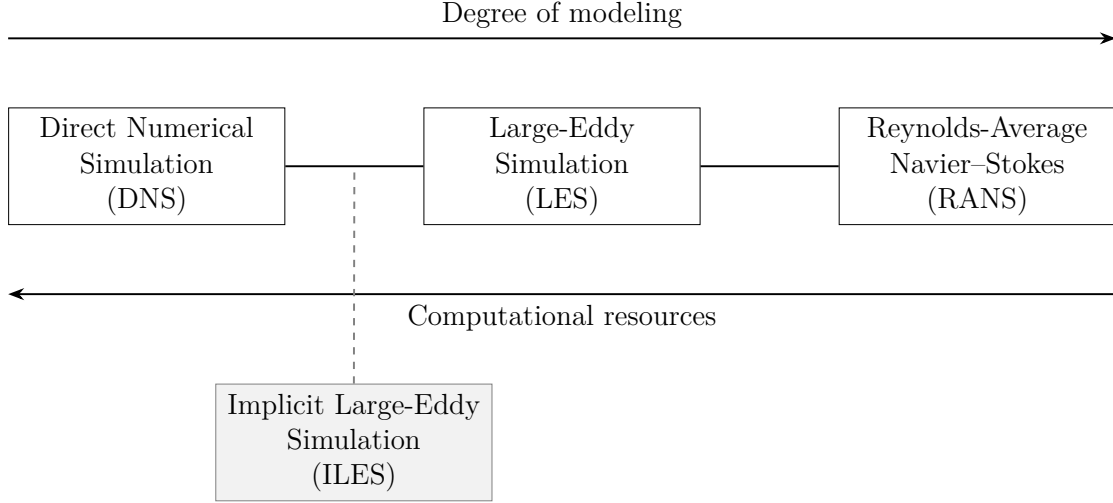 Degree of modeling
Direct Numerical
Simulation
(DNS)
Large-Eddy
Simulation
(LES)
Reynolds-Average
Navier–Stokes
(RANS)
Computational resources
Implicit Large-Eddy
Simulation
(ILES)